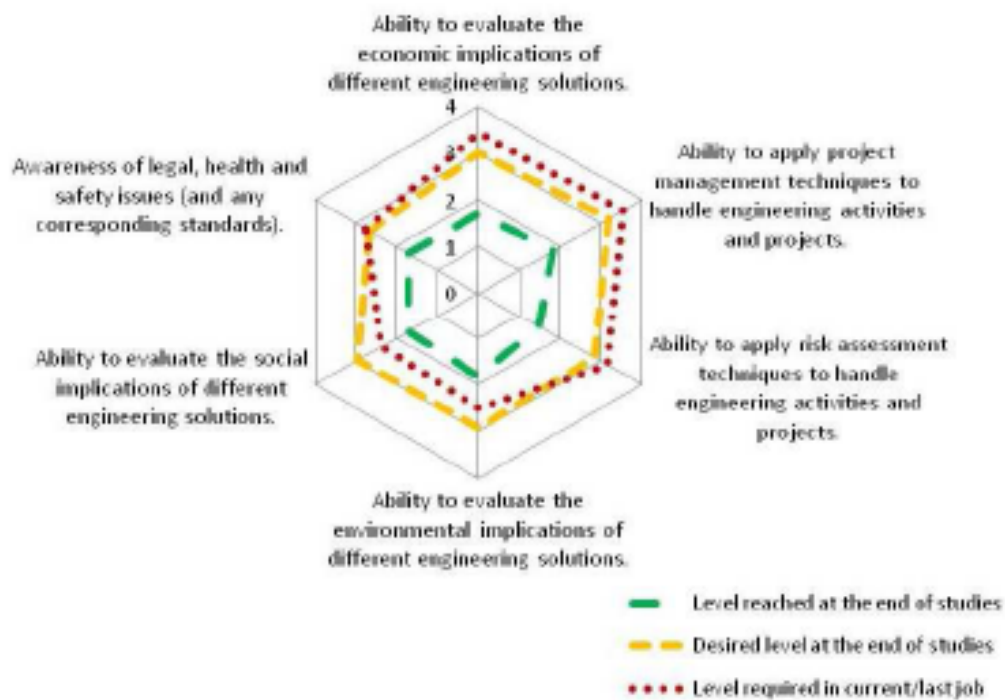 Ability to evaluate the
economic implications of
different engineering solutions.
4
3
2
1
0
Ability to apply project
management techniques to
handle engineering activities
and projects.
Ability to apply risk assessment
techniques to handle
engineering activities and
projects.
Ability to evaluate the
environmental implications of
different engineering solutions.
Ability to evaluate the social
implications of different
engineering solutions.
Awareness of legal, health and
safety issues (and any
corresponding standards).
Level reached at the end of studies
Desired level at the end of studies
Level required in current/last job